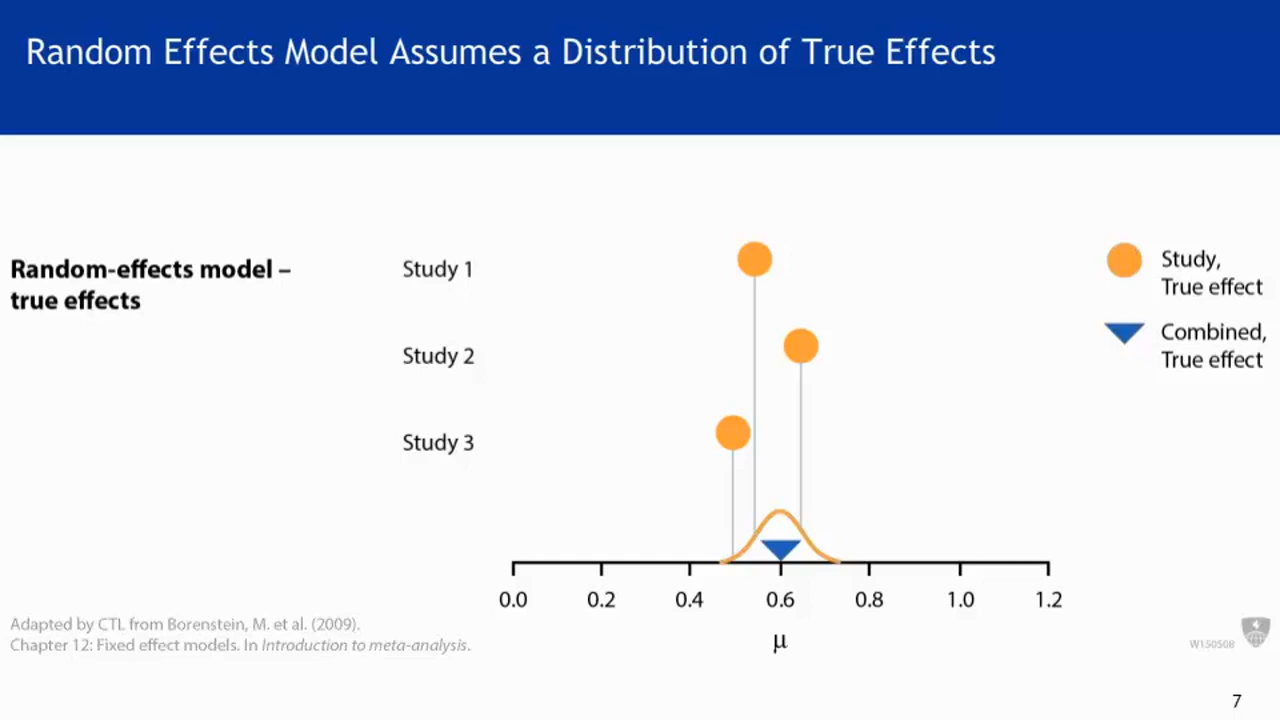 Random Effects Model Assumes a Distribution of True Effects
Random-effects model –
true effects
Study 1
Study 2
Study 3
Study,
True effect
Combined,
True effect
0.0 0.2 0.4 0.6 0.8 1.0 1.2
μ
Adapted by CTL from Borenstein, M. et al. (2009).
Chapter 12: Fixed effect models. In Introduction to meta-analysis.
W150508
7